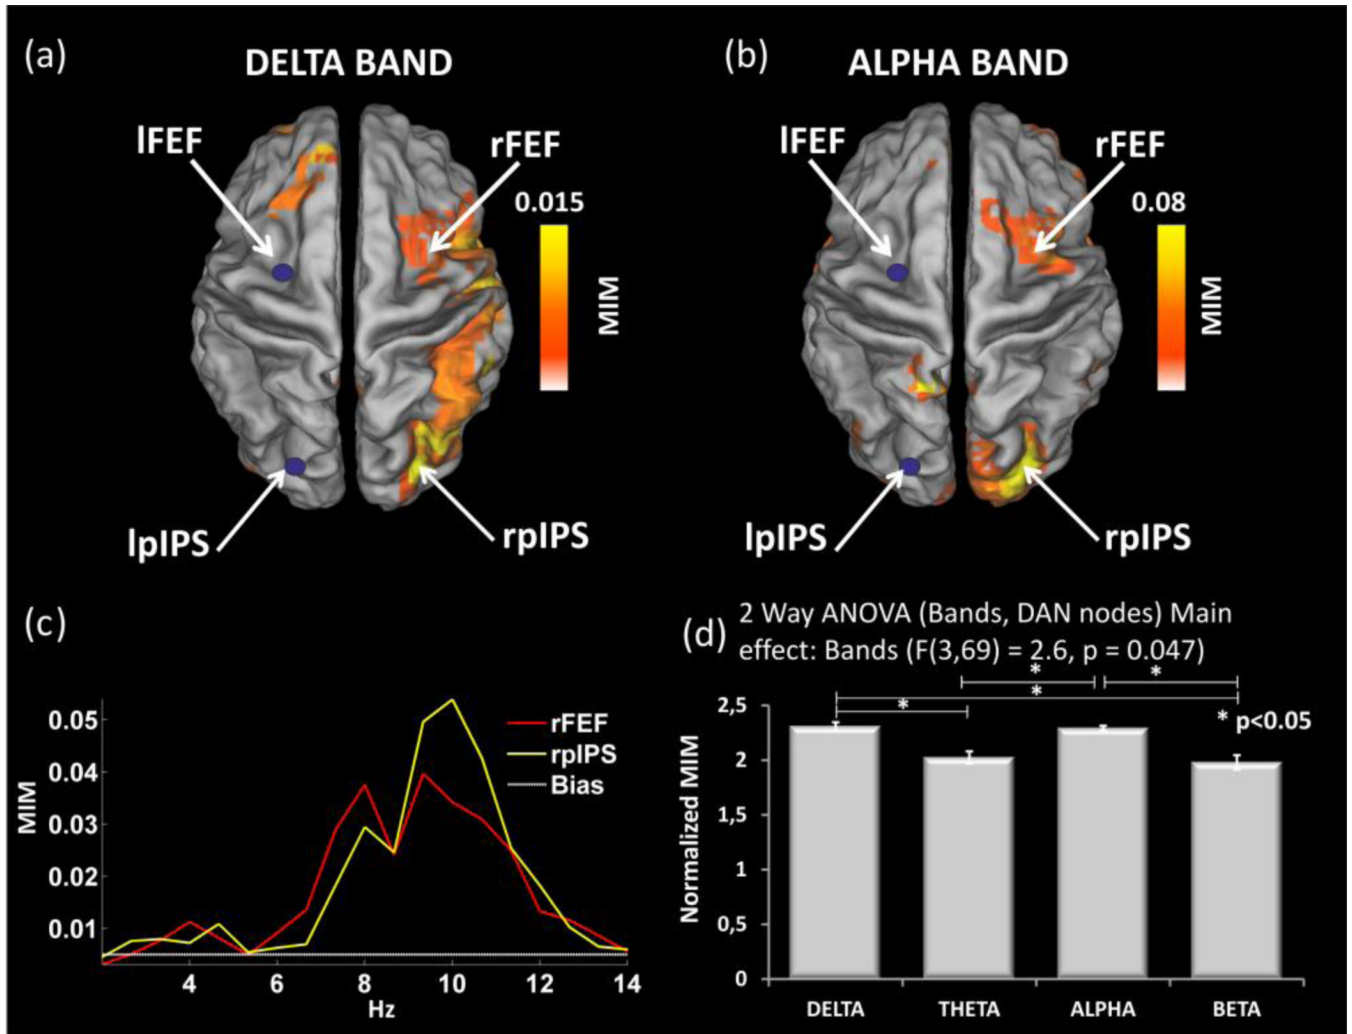 (a)
DELTA BAND
lFEF
rFEF
0.015
MIM
lpIPS
rpIPS
(b)
ALPHA BAND
lFEF
rFEF
0.08
MIM
lpIPS
rpIPS
(c)
MIM
0.05
0.04
0.03
0.02
0.01
4 6 8 10 12 14
Hz
rFEF
rpIPS
Bias
(d)
2 Way ANOVA (Bands, DAN nodes) Main
effect: Bands (F(3,69) = 2.6, p = 0.047)
* *
*
*
* p<0.05
Normalized MIM
2,5
2
1,5
1
0,5
0
DELTA THETA ALPHA BETA